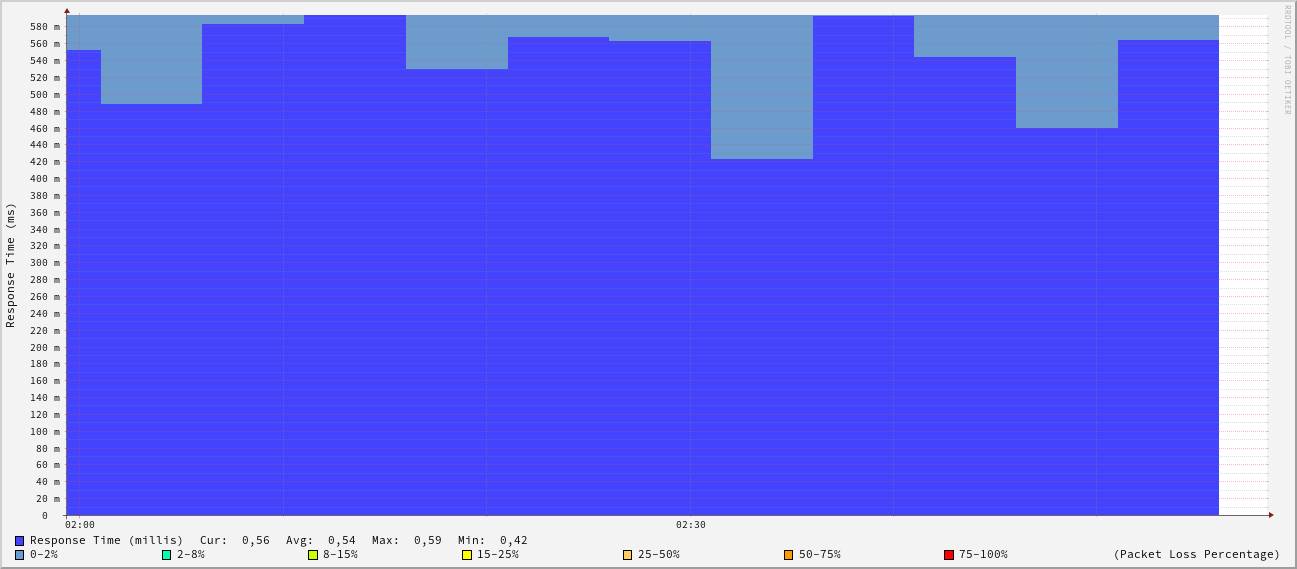 RRDTOOL / TOBI OETIKER
Response Time (ms)
580 m
560 m
540 m
520 m
500 m
480 m
460 m
440 m
420 m
400 m
380 m
360 m
340 m
320 m
300 m
280 m
260 m
240 m
220 m
200 m
180 m
160 m
140 m
120 m
100 m
80 m
60 m
40 m
20 m
0
02:00 02:30
Response Time (millis) Cur: 0,56 Avg: 0,54 Max: 0,59 Min: 0,42
0-2% 2-8% 8-15% 15-25% 25-50% 50-75% 75-100% (Packet Loss Percentage)